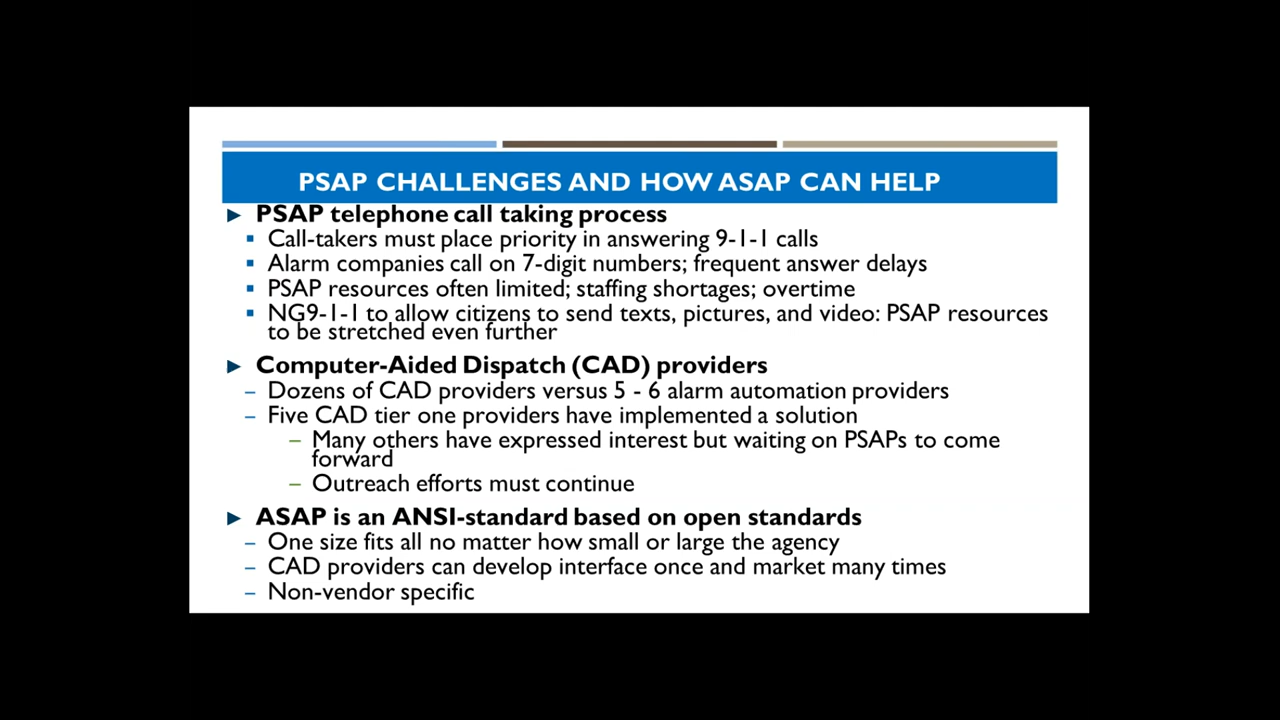 PSAP CHALLENGES AND HOW ASAP CAN HELP
► PSAP telephone call taking process
▪ Call-takers must place priority in answering 9-1-1 calls
▪ Alarm companies call on 7-digit numbers; frequent answer delays
▪ PSAP resources often limited; staffing shortages; overtime
▪ NG9-1-1 to allow citizens to send texts, pictures, and video: PSAP resources
to be stretched even further
► Computer-Aided Dispatch (CAD) providers
– Dozens of CAD providers versus 5 - 6 alarm automation providers
– Five CAD tier one providers have implemented a solution
– Many others have expressed interest but waiting on PSAPs to come
forward
– Outreach efforts must continue
► ASAP is an ANSI-standard based on open standards
– One size fits all no matter how small or large the agency
– CAD providers can develop interface once and market many times
– Non-vendor specific